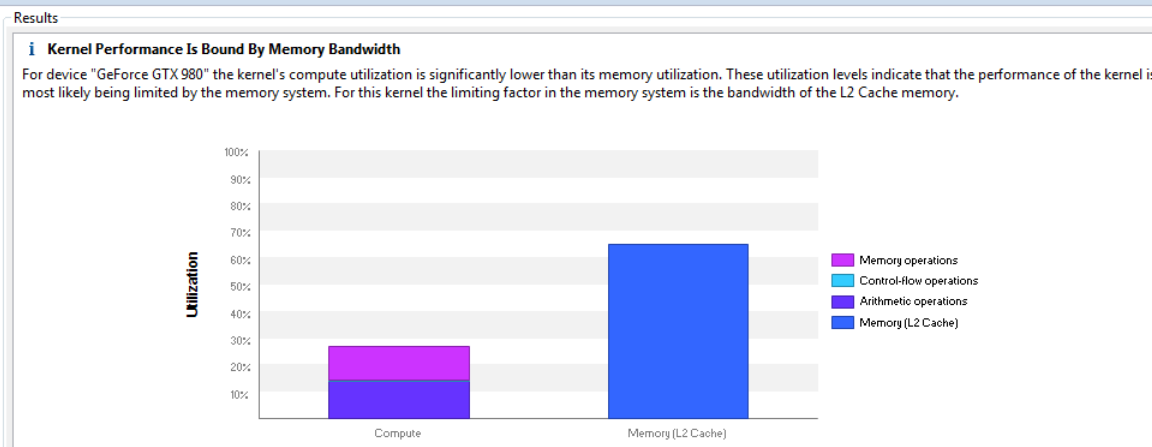 Results
i Kernel Performance Is Bound By Memory Bandwidth
For device "GeForce GTX 980" the kernel's compute utilization is significantly lower than its memory utilization. These utilization levels indicate that the performance of the kernel is
most likely being limited by the memory system. For this kernel the limiting factor in the memory system is the bandwidth of the L2 Cache memory.
100%
90%
80%
70%
60%
50%
40%
30%
20%
10%
Utilization
Compute
Memory (L2 Cache)
Memory operations
Control-flow operations
Arithmetic operations
Memory (L2 Cache)